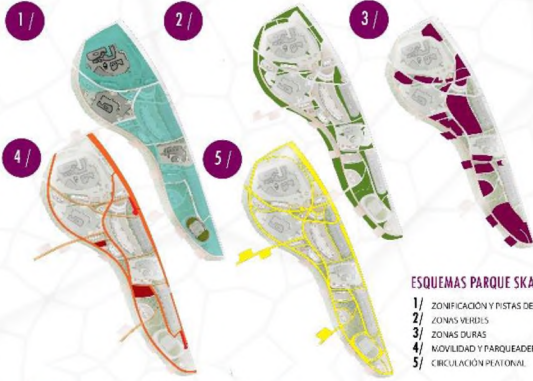 1/
2/
3/
4/
5/
ESQUEMAS PARQUE SKA
1/ ZONIFICACIÓN Y PISTAS DE
2/ ZONAS VERDES
3/ ZONAS DURAS
4/ MOVILIDAD Y PARQUEADE
5/ CIRCULACIÓN PEATONAL